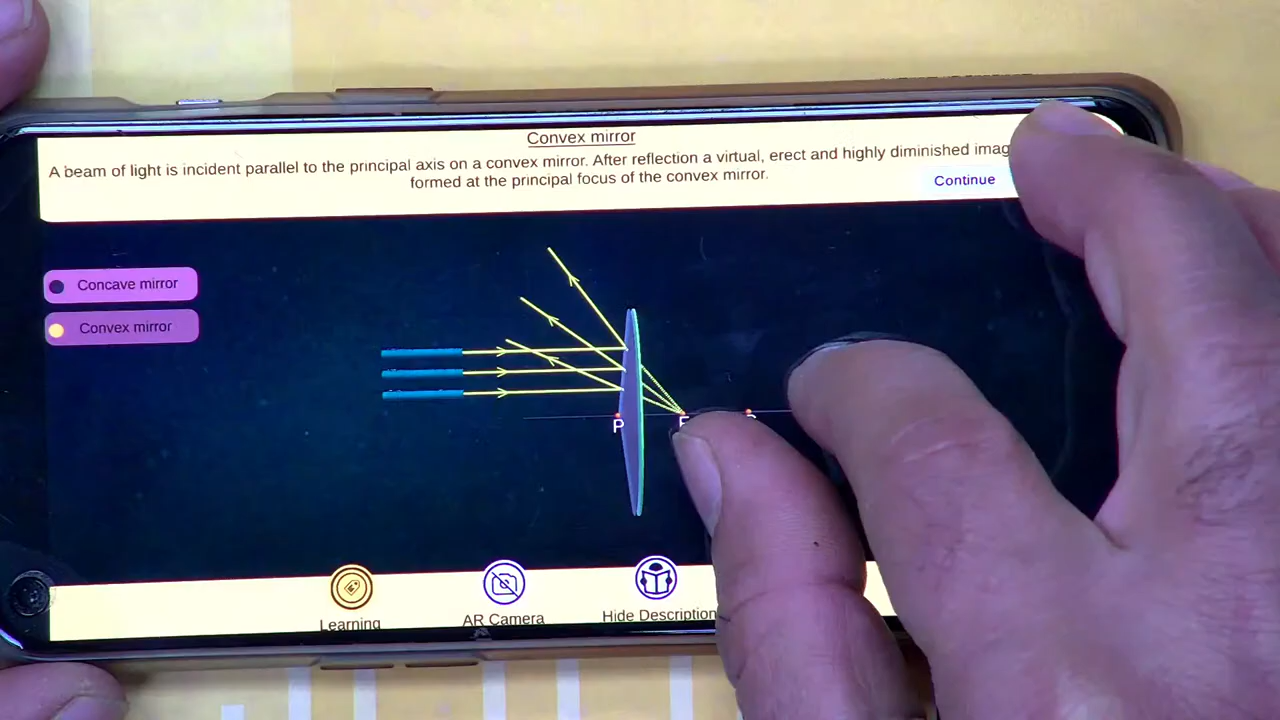 Convex mirror
A beam of light is incident parallel to the principal axis on a convex mirror. After reflection a virtual, erect and highly diminished
formed at the principal focus of the convex mirror.
Continue
Concave mirror
Convex mirror
P
Learning
AR Camera
Hide Description